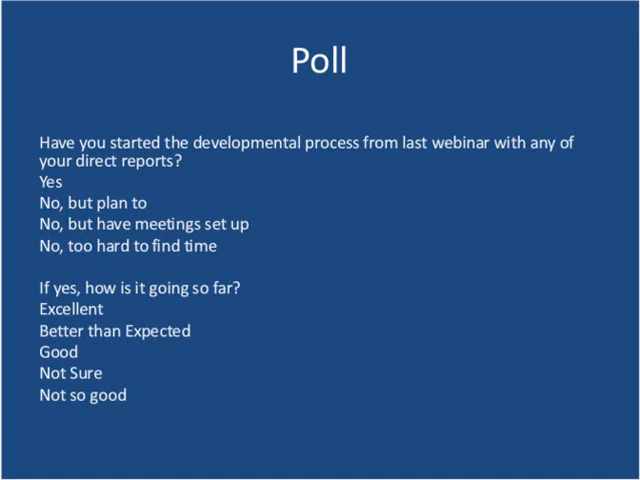 Poll
Have you started the developmental process from last webinar with any of
your direct reports?
Yes
No, but plan to
No, but have meetings set up
No, too hard to find time
If yes, how is it going so far?
Excellent
Better than Expected
Good
Not Sure
Not so good